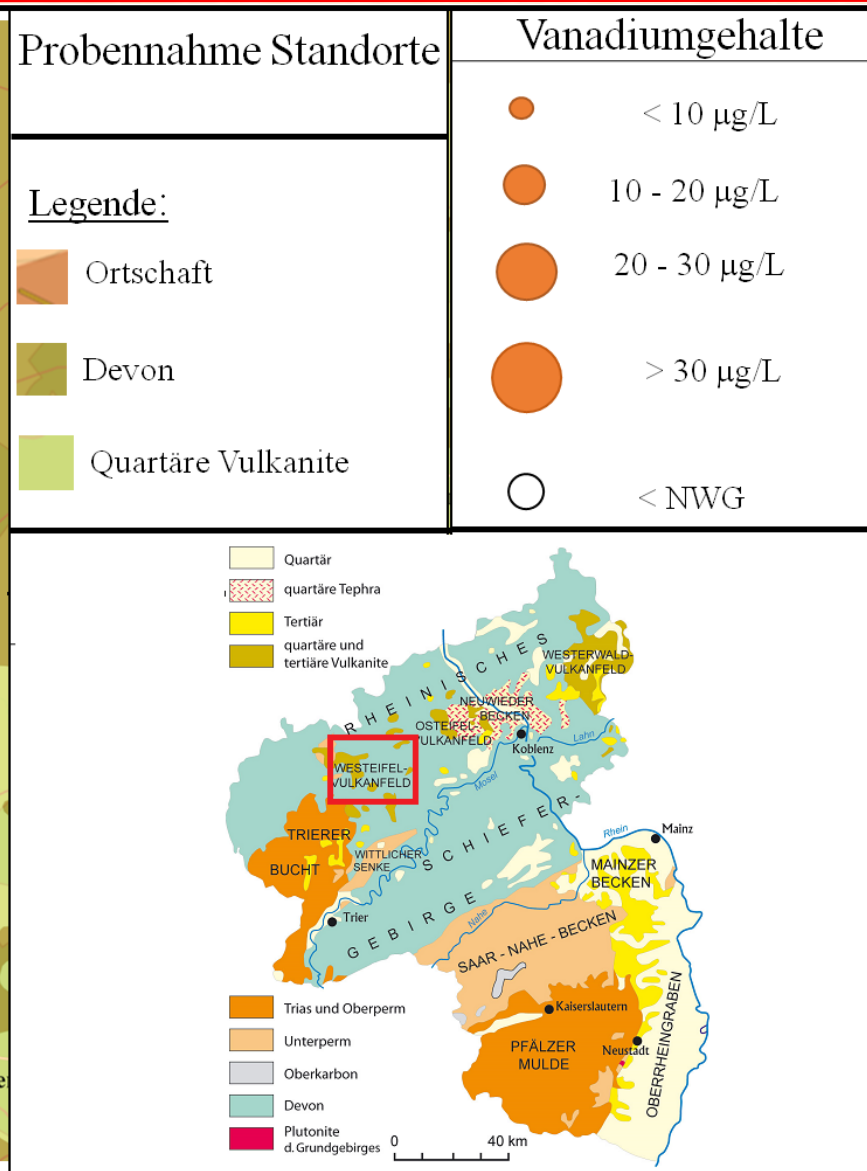 Probennahme Standorte
Legende:
Ortschaft
Devon
Quartäre Vulkanite
Vanadiumgehalte
< 10 µg/L
10 - 20 µg/L
20 - 30 µg/L
> 30 µg/L
< NWG
Quartär
quartäre Tephra
Tertiär
quartäre und
tertiäre Vulkanite
RHEINISCHES
WESTERWALD-
VULKANFELD
NEUWIEDER
BECKEN
OSTEIFEL-
VULKANFELD
Koblenz
Lahn
WESTEIFEL-
VULKANFELD
Mosel
SCHIEFER-
GEBIRGE
TRIERER
BUCHT
WITTLICHER
SENKE
Trier
Rhein
Mainz
MAINZER
BECKEN
Nahe
SAAR - NAHE - BECKEN
Kaiserslautern
PFÄLZER
MULDE
Neustadt
OBERRHEINGRABEN
Trias und Oberperm
Unterperm
Oberkarbon
Devon
Plutonite
d. Grundgebirges
0 40 km